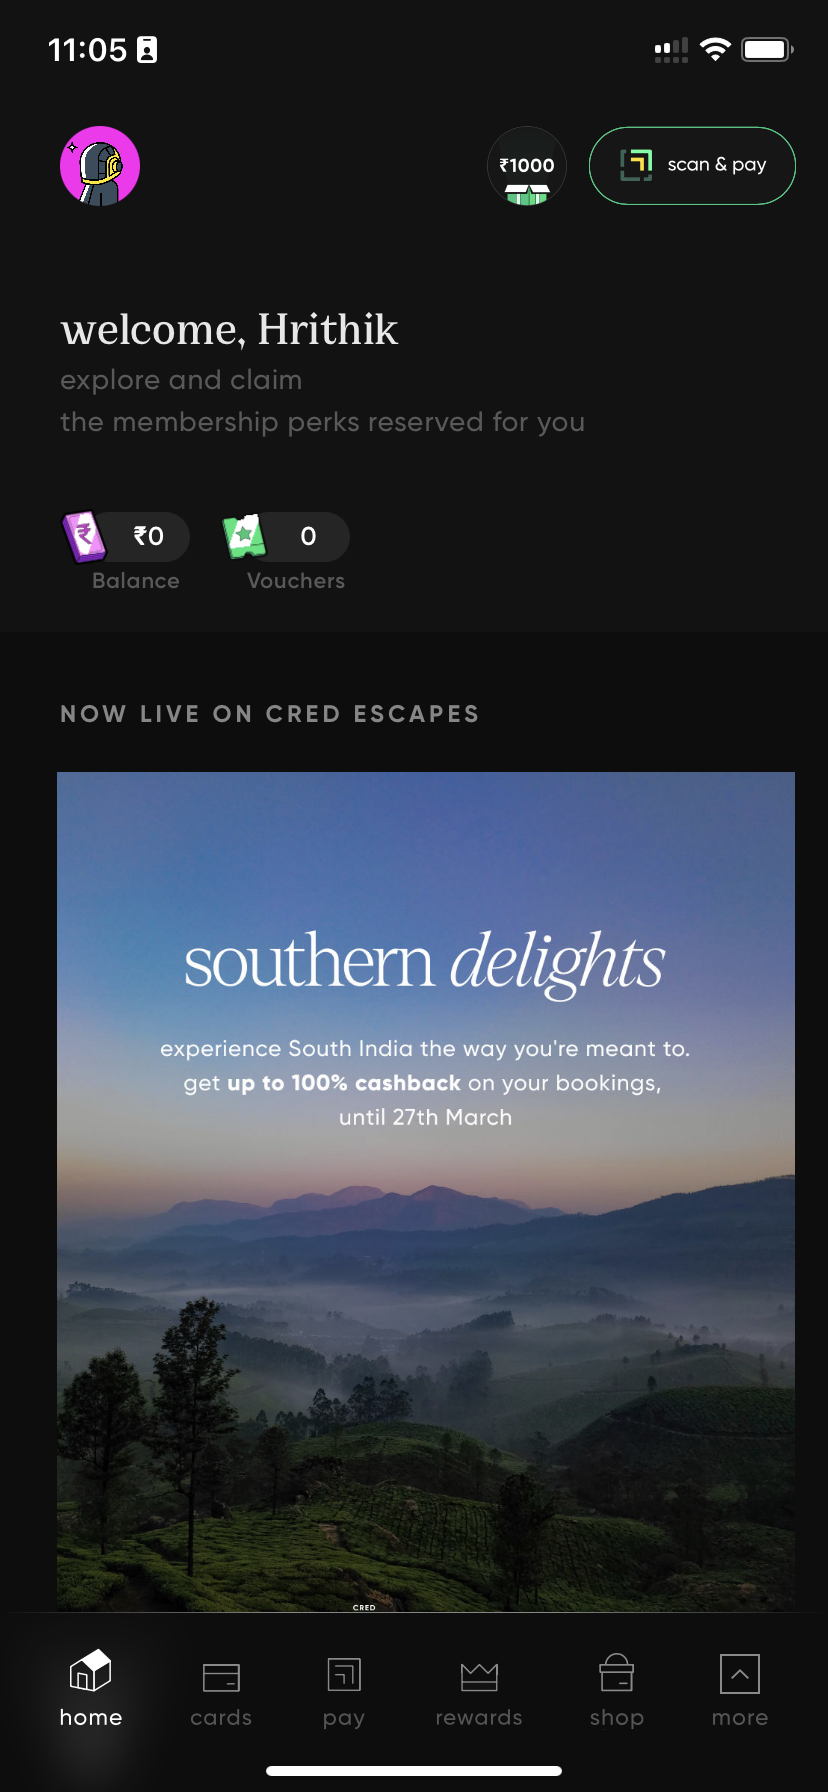 11:05
₹1000
scan & pay
welcome, Hrithik
explore and claim
the membership perks reserved for you
₹0
0
Balance
Vouchers
NOW LIVE ON CRED ESCAPES
southern delights
experience South India the way you're meant to.
get up to 100% cashback on your bookings,
until 27th March
CRED
home
cards
pay
rewards
shop
more